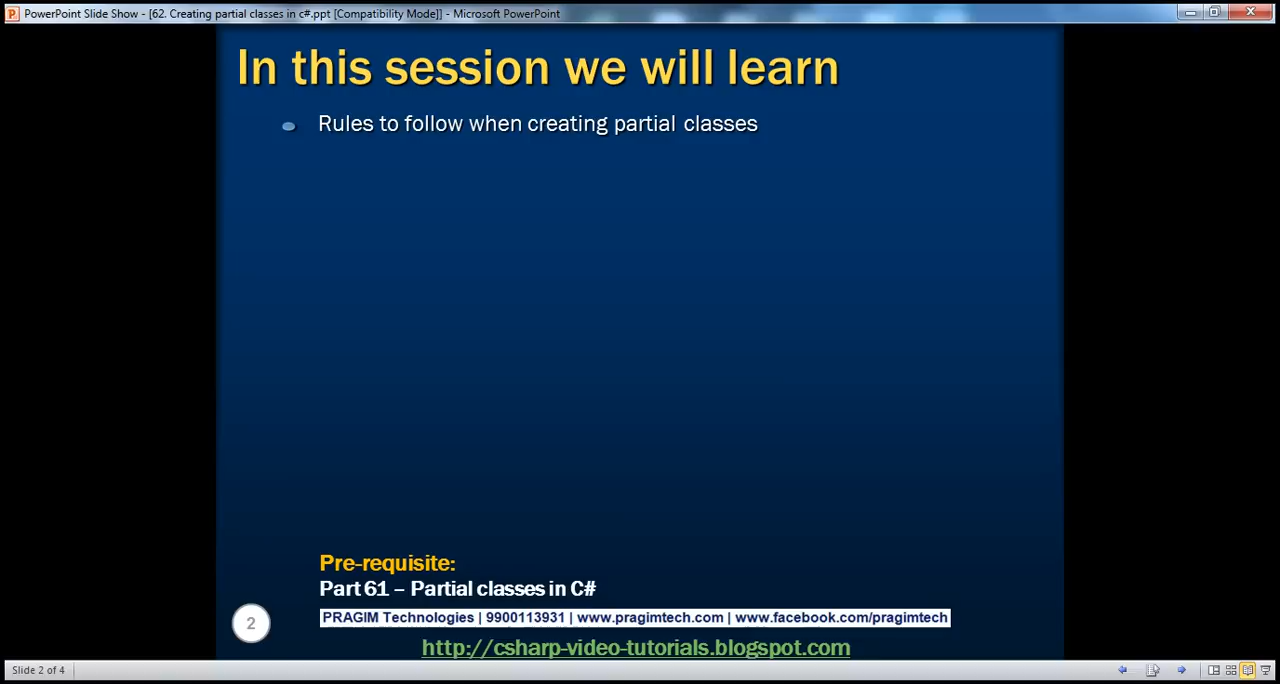 PowerPoint Slide Show - [62. Creating partial classes in c#.ppt [Compatibility Mode]] - Microsoft PowerPoint
In this session we will learn
Rules to follow when creating partial classes
Pre-requisite:
Part 61 – Partial classes in C#
PRAGIM Technologies | 9900113931 | www.pragimtech.com | www.facebook.com/pragimtech
2
http://csharp-video-tutorials.blogspot.com
Slide 2 of 4